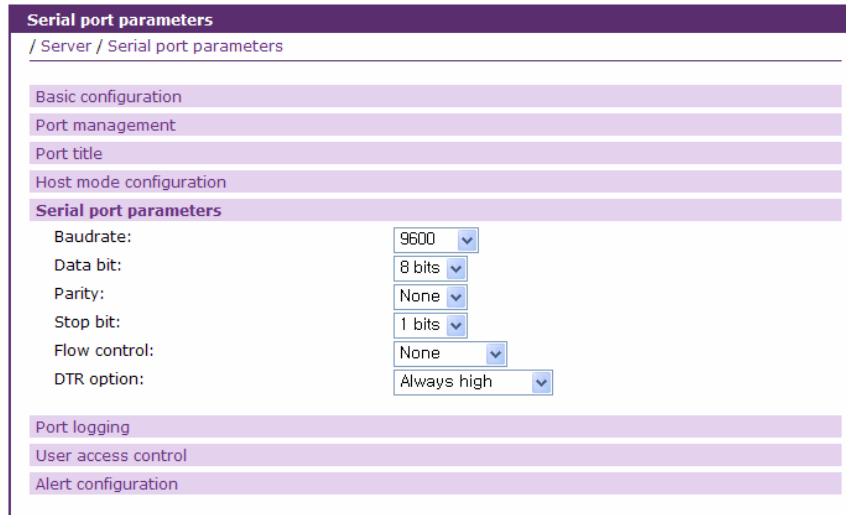 Serial port parameters
/ Server / Serial port parameters
Basic configuration
Port management
Port title
Host mode configuration
Serial port parameters
Baudrate: 9600
Data bit: 8 bits
Parity: None
Stop bit: 1 bits
Flow control: None
DTR option: Always high
Port logging
User access control
Alert configuration